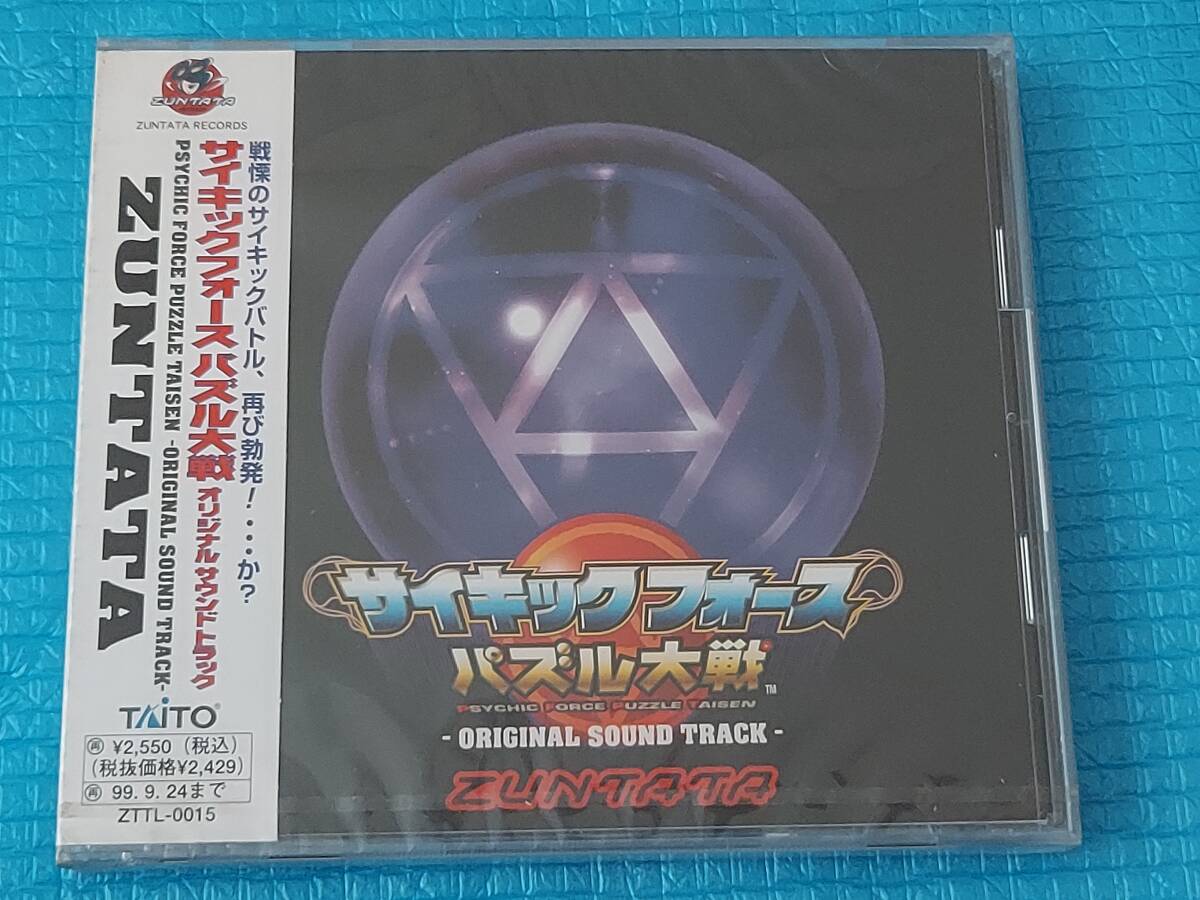 ZUNTATA
ZUNTATA RECORDS
戦慄のサイキックバトル、再び勃発!・・・か?
サイキックフォースパズル大戦 オリジナルサウンドトラック
PSYCHIC FORCE PUZZLE TAISEN -ORIGINAL SOUND TRACK-
ZUNTATA
TAITO®
再 ¥2,550 (税込)
(税抜価格¥2,429)
再 99. 9. 24まで
ZTTL-0015
サイキックフォース
パズル大戦™
PSYCHIC FORCE PUZZLE TAISEN
- ORIGINAL SOUND TRACK -
ZUNTATA